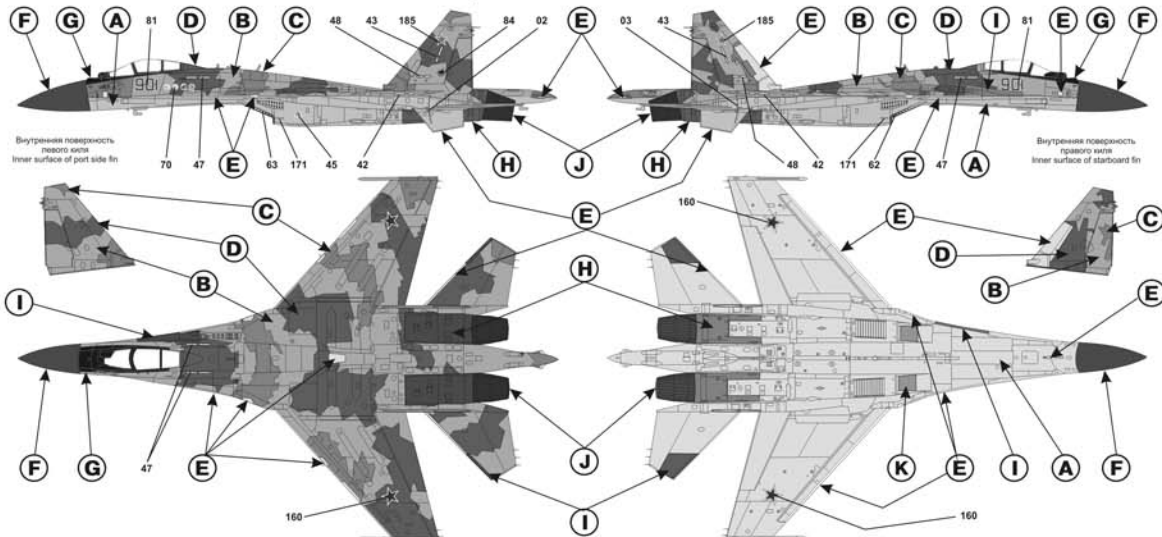 F G A 81 D B C 48 43 185 84 02 E 03 43 185 E B C D I 81 E G F
901 901
Внутренняя поверхность
певого киля
Inner surface of port side fin
70 47 E 63 171 45 42 H J H 48 42 171 62 E 47 A
Внутренняя поверхность
правого киля
Inner surface of starboard fin
C E 160 E C
D D
B H B
I E
F G 47 E J K E I A F
160 I 160